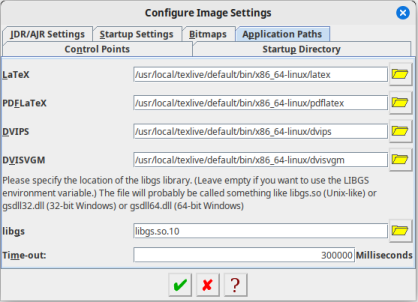 Configure Image Settings
JDR/AJR Settings Startup Settings Bitmaps Application Paths
Control Points Startup Directory
LaTeX /usr/local/texlive/default/bin/x86_64-linux/latex
PDFLaTeX /usr/local/texlive/default/bin/x86_64-linux/pdflatex
DVIPS /usr/local/texlive/default/bin/x86_64-linux/dvips
DVISVGM /usr/local/texlive/default/bin/x86_64-linux/dvisvgm
Please specify the location of the libgs library. (Leave empty if you want to use the LIBGS
environment variable.) The file will probably be called something like libgs.so (Unix-like) or
gsdll32.dll (32-bit Windows) or gsdll64.dll (64-bit Windows)
libgs libgs.so.10
Time-out: 300000 Milliseconds
?